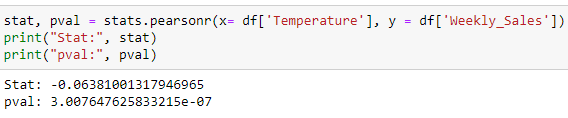 stat, pval = stats.pearsonr(x= df['Temperature'], y = df['Weekly_Sales'])
print("Stat:", stat)
print("pval:", pval)
Stat: -0.06381001317946965
pval: 3.007647625833215e-07